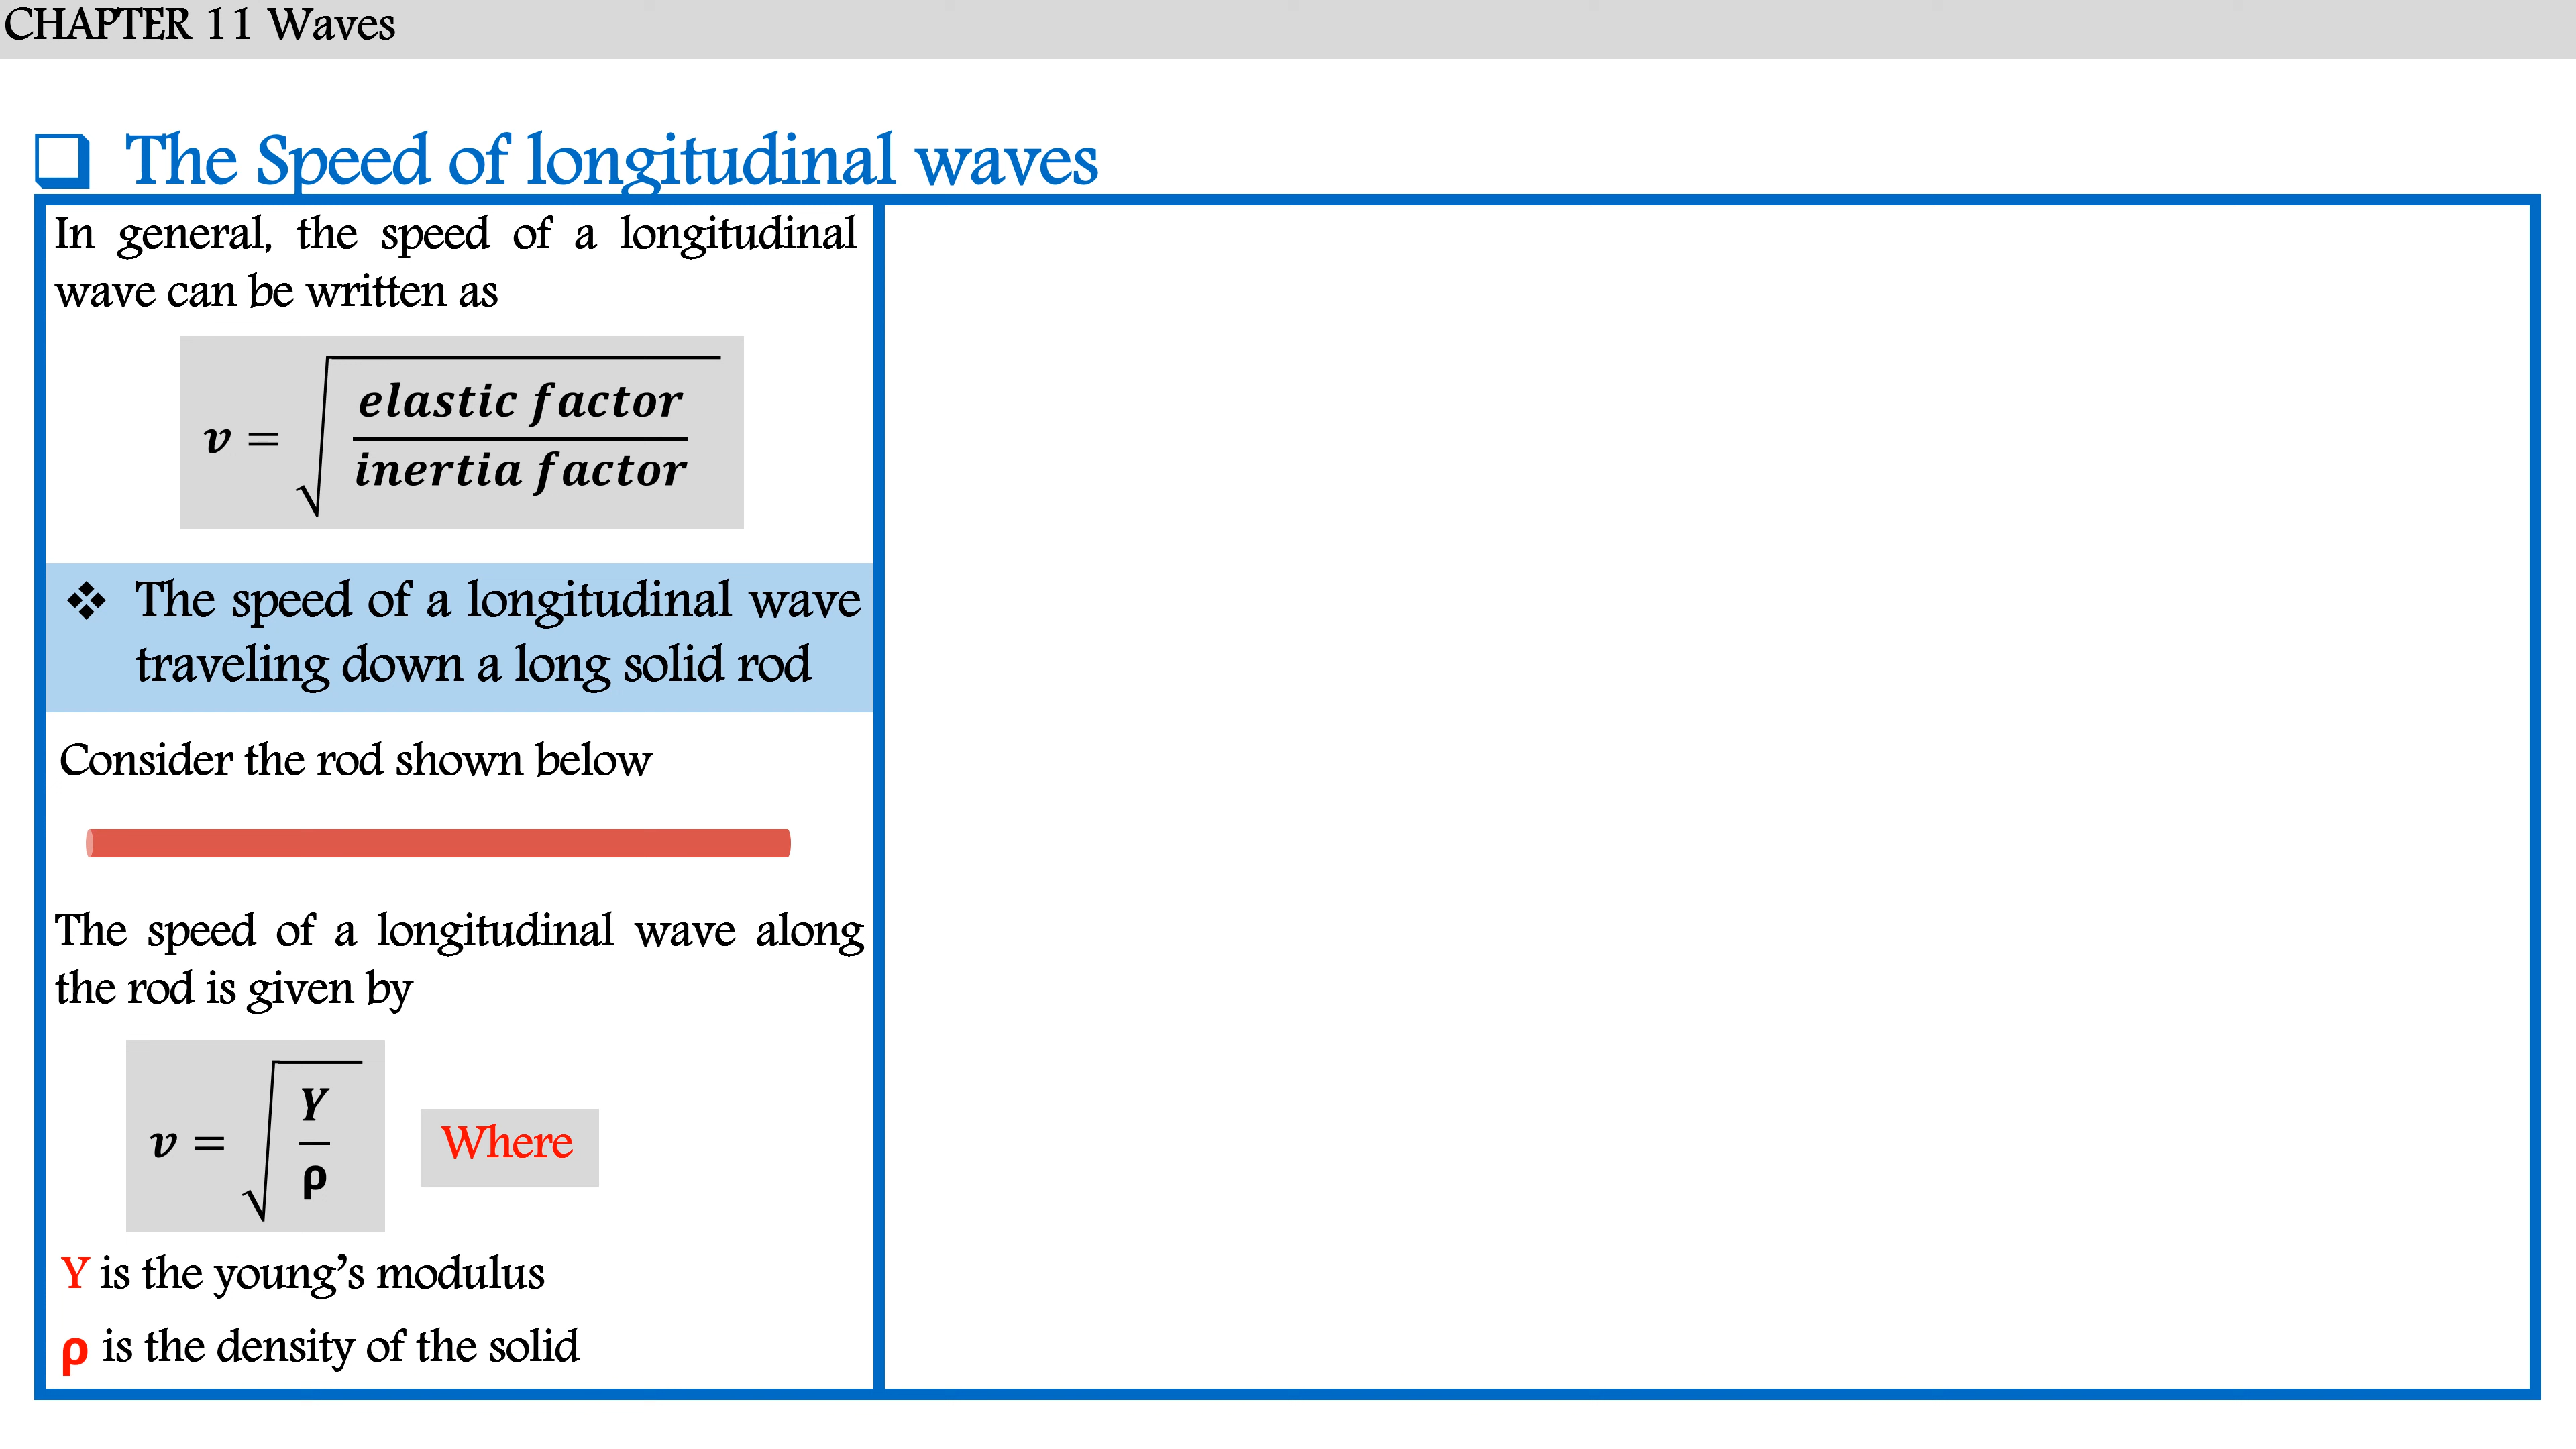 CHAPTER 11 Waves
❑ The Speed of longitudinal waves
In general, the speed of a longitudinal
wave can be written as
v = √(elastic factor / inertia factor)
❖ The speed of a longitudinal wave
traveling down a long solid rod
Consider the rod shown below
The speed of a longitudinal wave along
the rod is given by
v = √(Y / ρ)
Where
Y is the young's modulus
ρ is the density of the solid